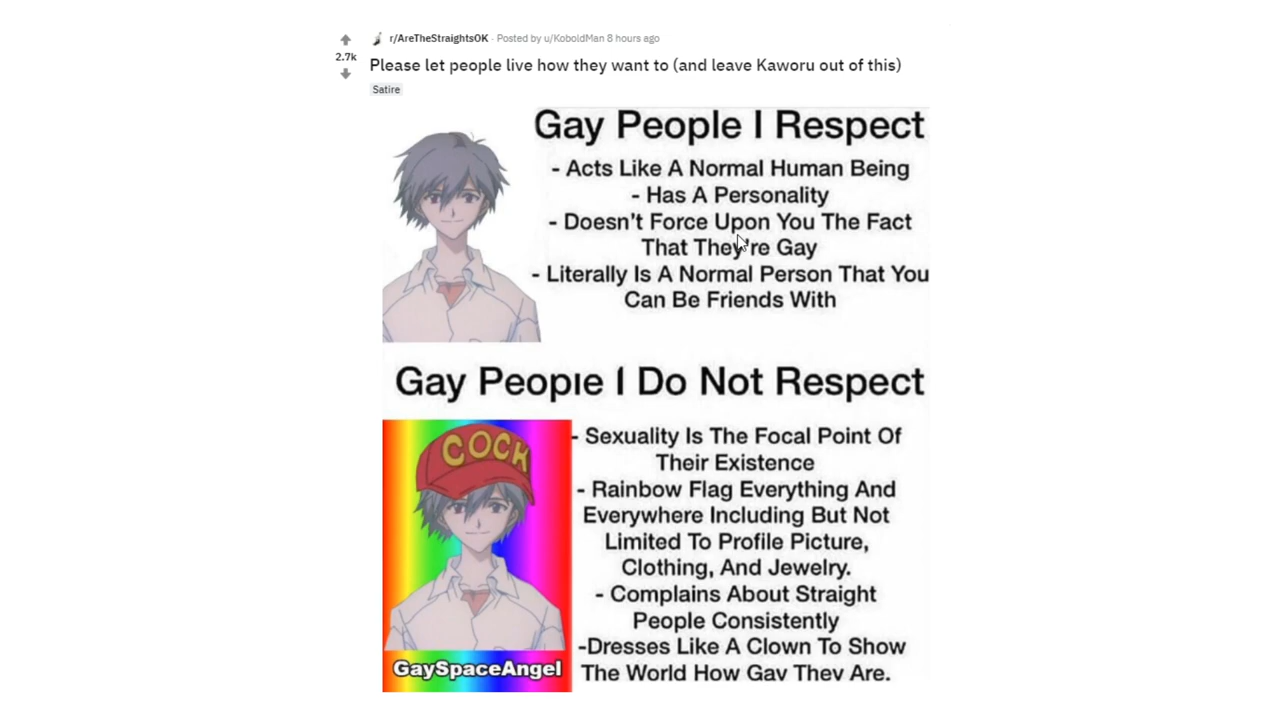 r/AreTheStraightsOK · Posted by u/KoboldMan 8 hours ago
2.7k
Please let people live how they want to (and leave Kaworu out of this)
Satire
Gay People I Respect
- Acts Like A Normal Human Being
- Has A Personality
- Doesn't Force Upon You The Fact
That They're Gay
- Literally Is A Normal Person That You
Can Be Friends With
Gay People I Do Not Respect
COCK
- Sexuality Is The Focal Point Of
Their Existence
- Rainbow Flag Everything And
Everywhere Including But Not
Limited To Profile Picture,
Clothing, And Jewelry.
- Complains About Straight
People Consistently
-Dresses Like A Clown To Show
The World How Gay They Are.
GaySpaceAngel